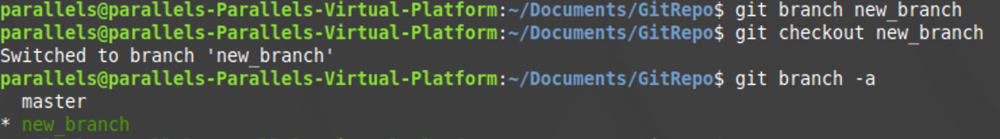 parallels@parallels-Parallels-Virtual-Platform:~/Documents/GitRepo$ git branch new_branch
parallels@parallels-Parallels-Virtual-Platform:~/Documents/GitRepo$ git checkout new_branch
Switched to branch 'new_branch'
parallels@parallels-Parallels-Virtual-Platform:~/Documents/GitRepo$ git branch -a
  master
* new_branch